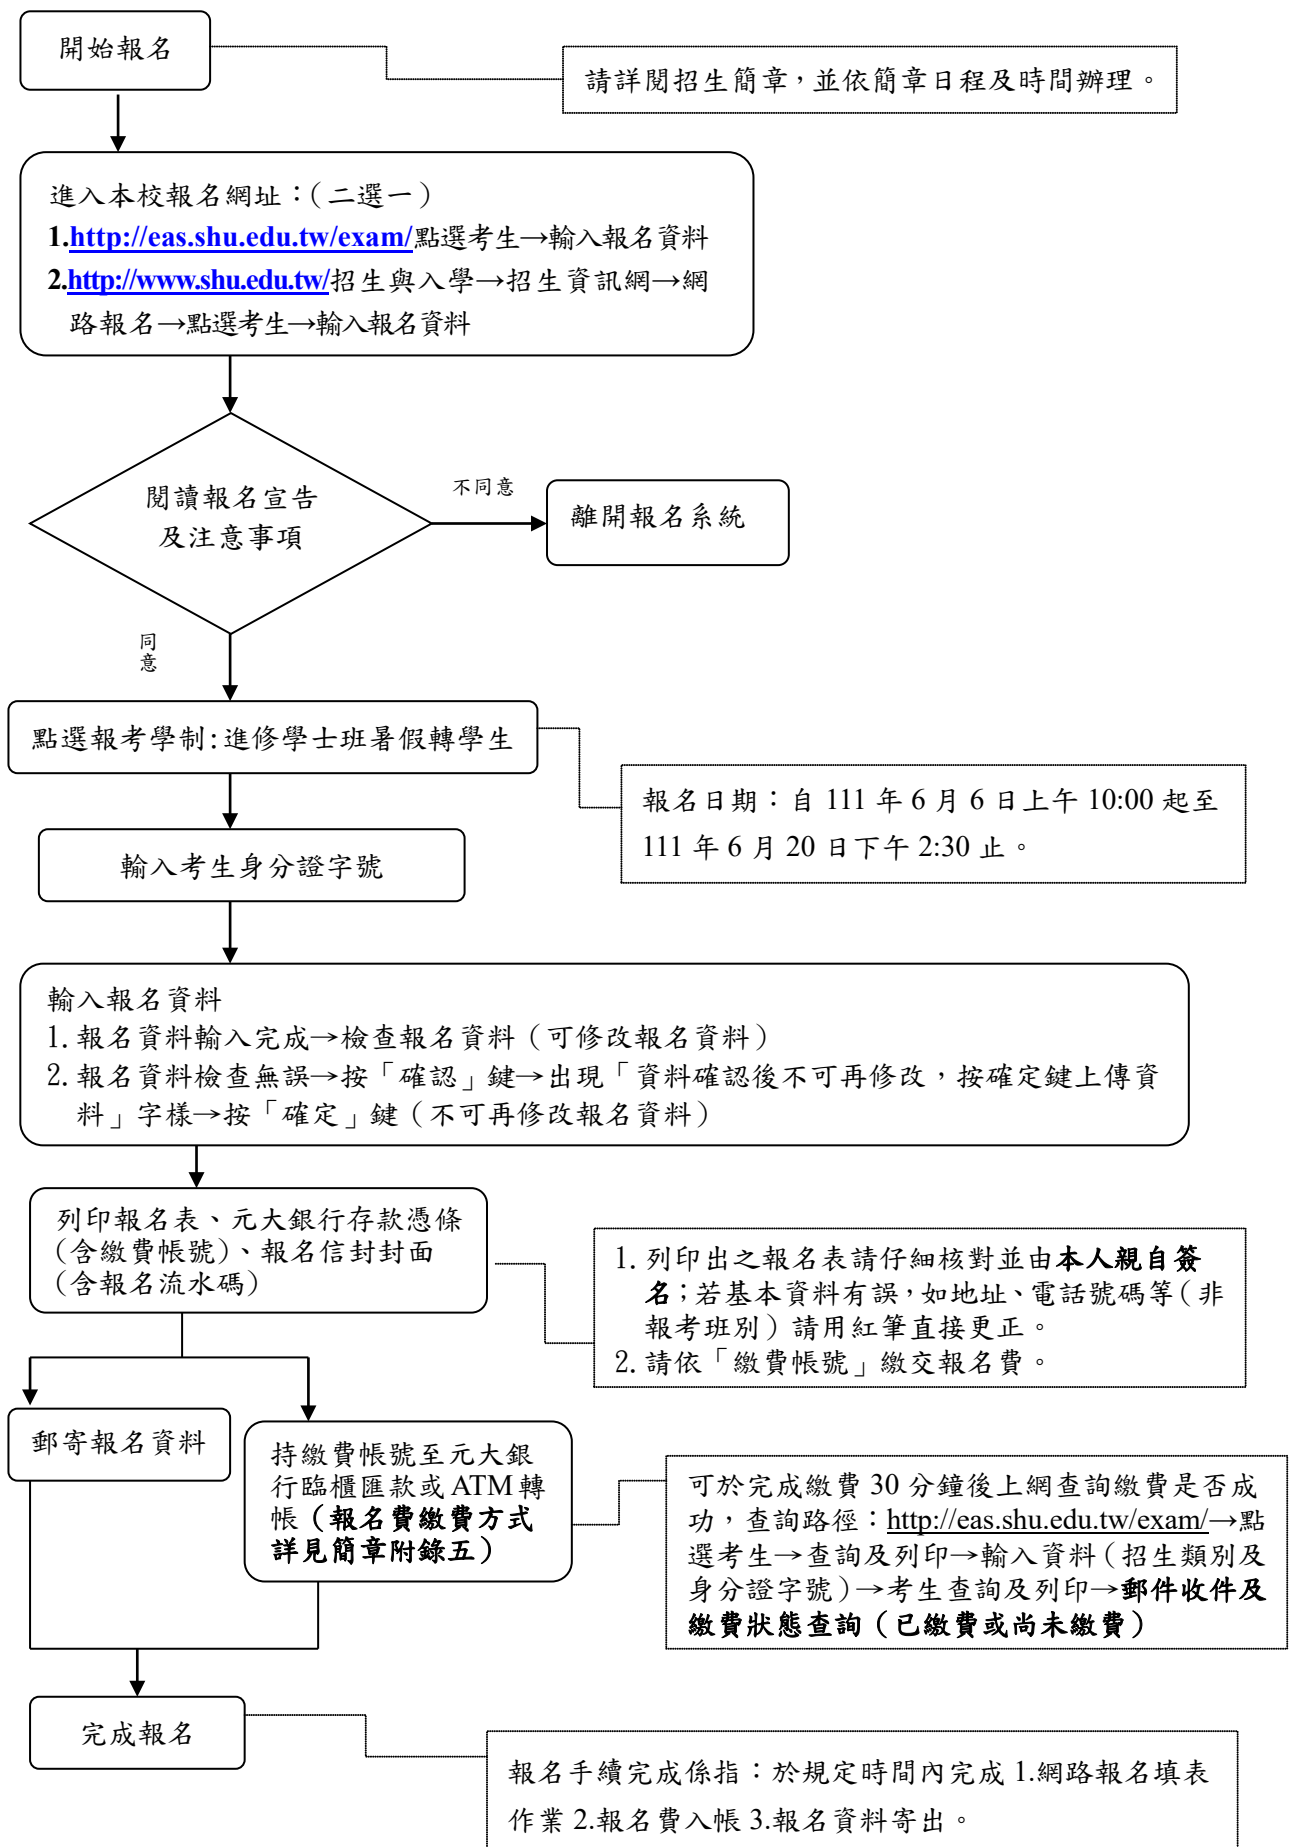 開始報名
請詳閱招生簡章，並依簡章日程及時間辦理。
進入本校報名網址：（二選一）
1.http://eas.shu.edu.tw/exam/點選考生→輸入報名資料
2.http://www.shu.edu.tw/招生與入學→招生資訊網→網
路報名→點選考生→輸入報名資料
閱讀報名宣告
及注意事項
不同意
離開報名系統
同
意
點選報考學制:進修學士班暑假轉學生
報名日期：自 111 年 6 月 6 日上午 10:00 起至
111 年 6 月 20 日下午 2:30 止。
輸入考生身分證字號
輸入報名資料
1. 報名資料輸入完成→檢查報名資料（可修改報名資料）
2. 報名資料檢查無誤→按「確認」鍵→出現「資料確認後不可再修改，按確定鍵上傳資
料」字樣→按「確定」鍵（不可再修改報名資料）
列印報名表、元大銀行存款憑條
(含繳費帳號)、報名信封封面
(含報名流水碼)
1. 列印出之報名表請仔細核對並由本人親自簽
名；若基本資料有誤，如地址、電話號碼等（非
報考班別）請用紅筆直接更正。
2. 請依「繳費帳號」繳交報名費。
郵寄報名資料
持繳費帳號至元大銀
行臨櫃匯款或 ATM 轉
帳（報名費繳費方式
詳見簡章附錄五）
可於完成繳費 30 分鐘後上網查詢繳費是否成
功，查詢路徑：http://eas.shu.edu.tw/exam/→點
選考生→查詢及列印→輸入資料（招生類別及
身分證字號）→考生查詢及列印→郵件收件及
繳費狀態查詢（已繳費或尚未繳費）
完成報名
報名手續完成係指：於規定時間內完成 1.網路報名填表
作業 2.報名費入帳 3.報名資料寄出。